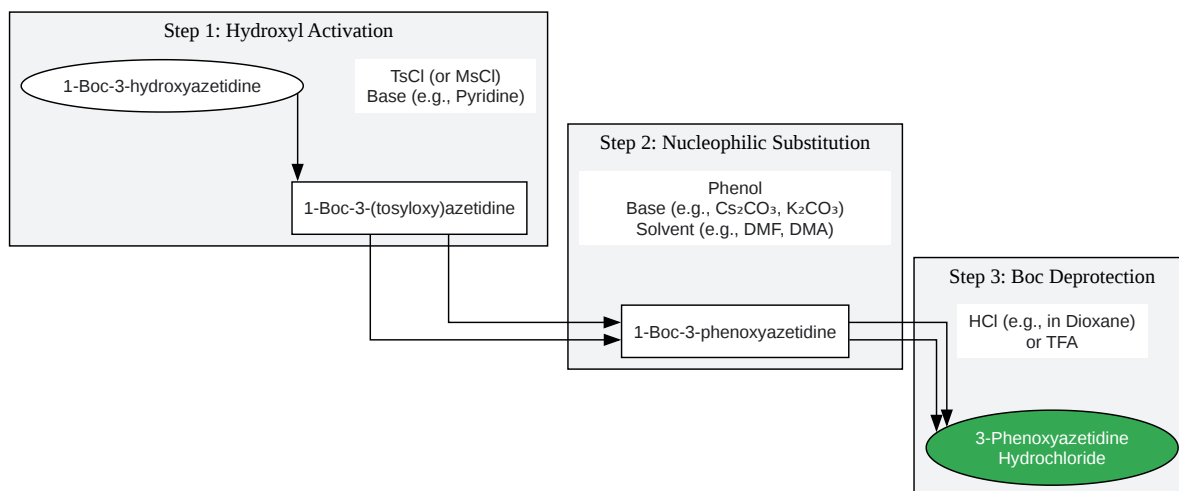 Step 1: Hydroxyl Activation
1-Boc-3-hydroxyazetidine
TsCl (or MsCl)
Base (e.g., Pyridine)
1-Boc-3-(tosyloxy)azetidine
Step 2: Nucleophilic Substitution
Phenol
Base (e.g., Cs₂CO₃, K₂CO₃)
Solvent (e.g., DMF, DMA)
1-Boc-3-phenoxyazetidine
Step 3: Boc Deprotection
HCl (e.g., in Dioxane)
or TFA
3-Phenoxyazetidine
Hydrochloride